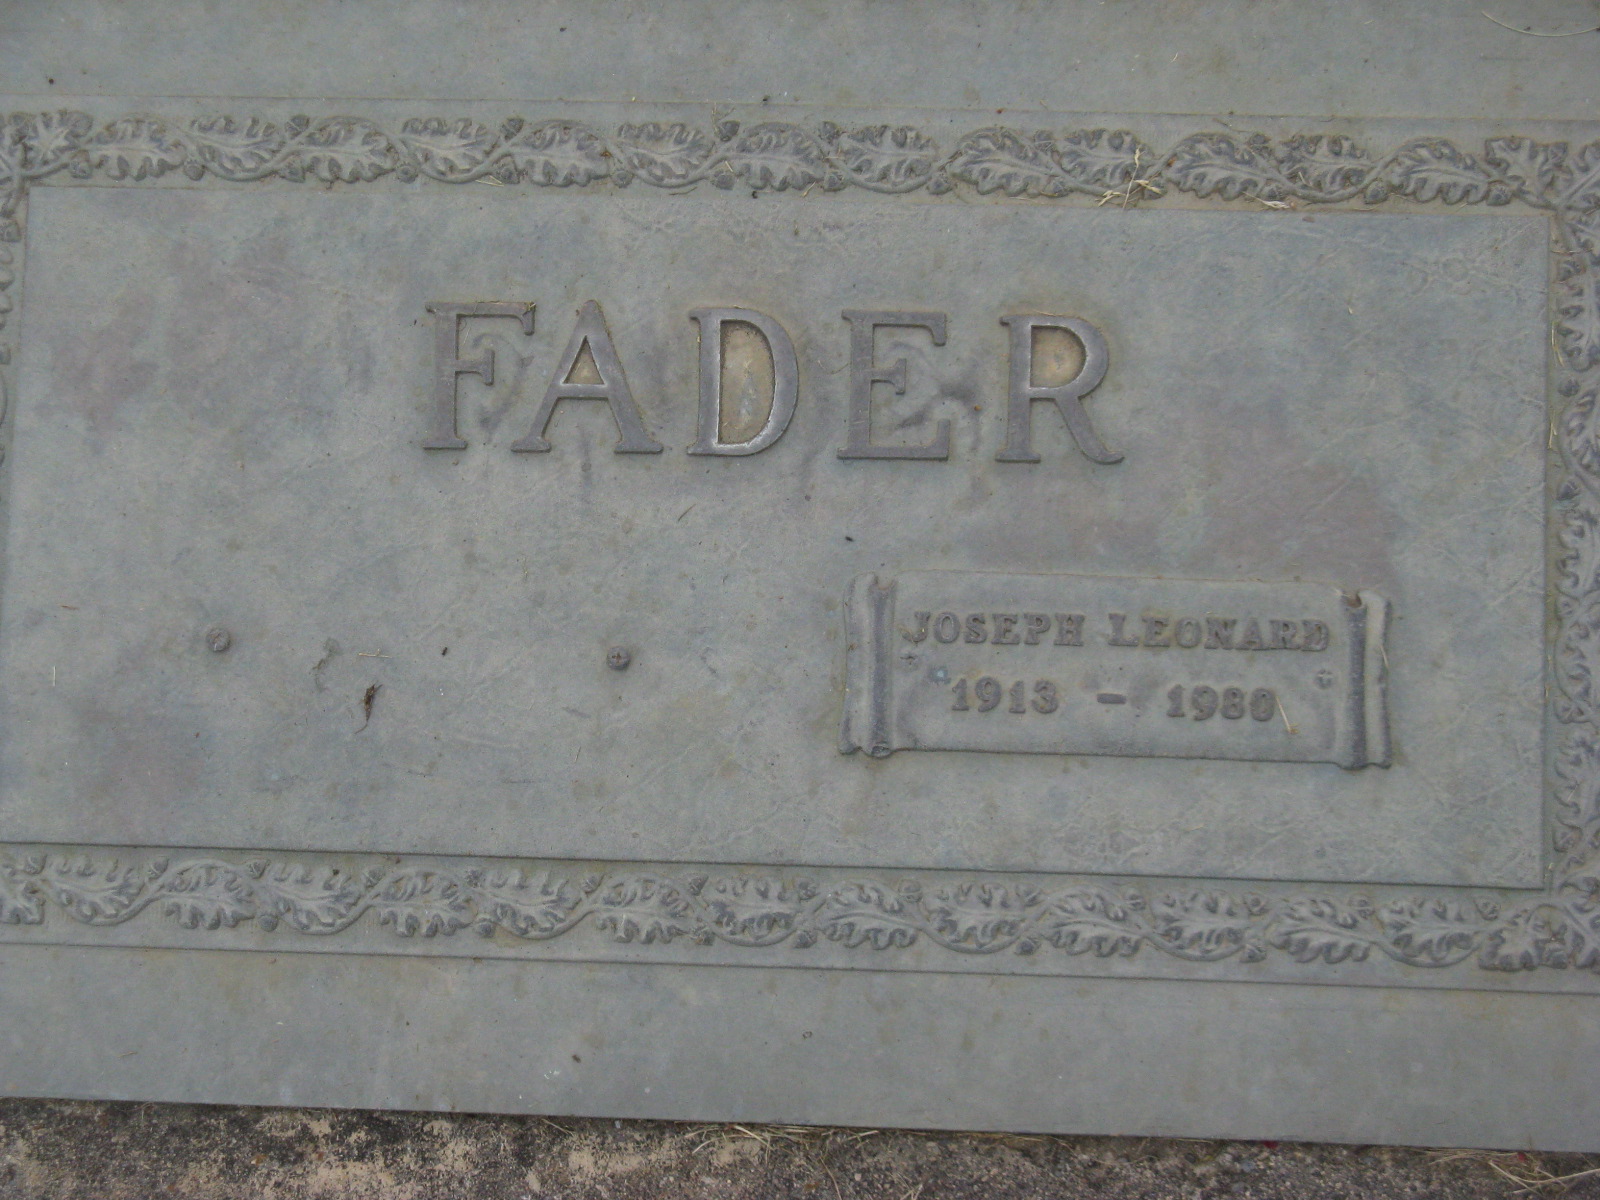 FADER
JOSEPH LEONARD
1913 - 1980